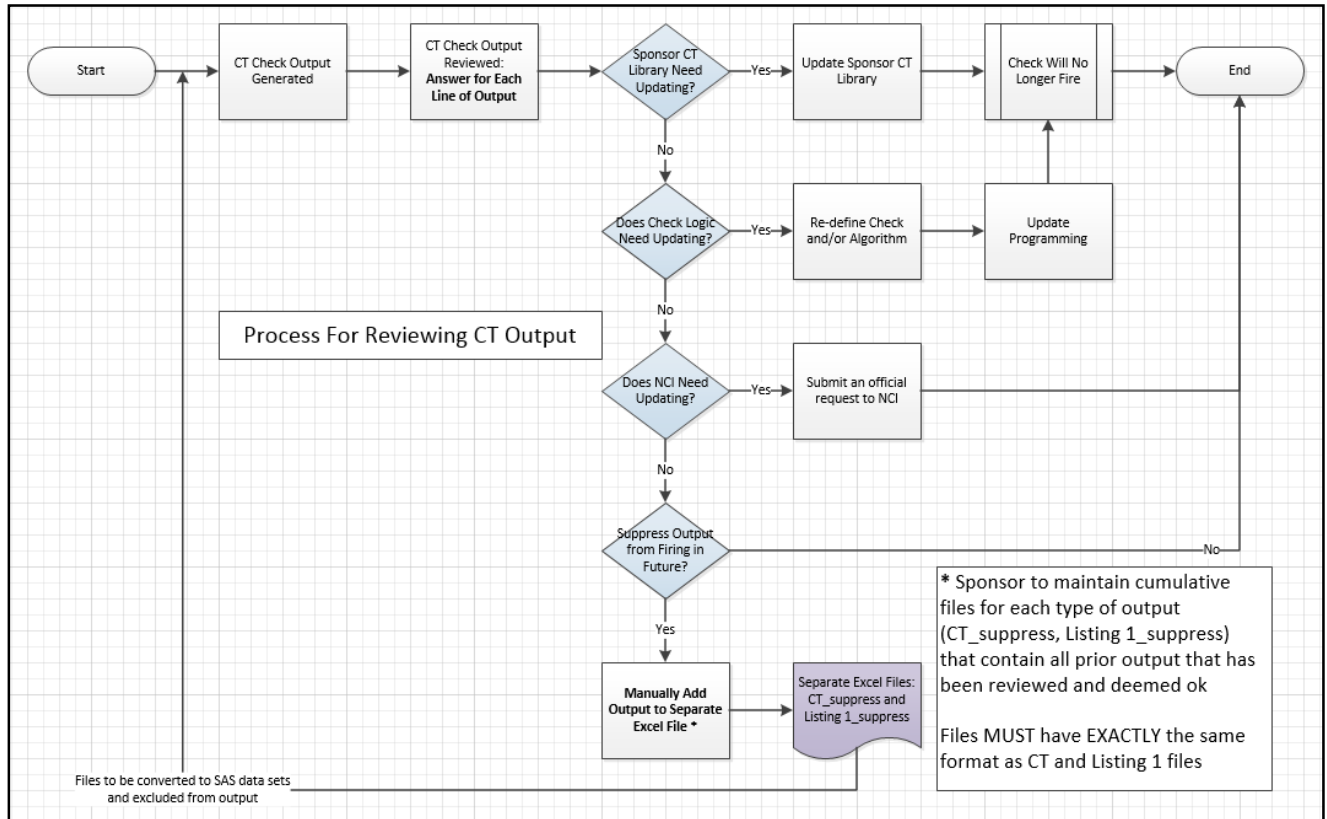 Start
CT Check Output
Generated
CT Check Output
Reviewed:
Answer for Each
Line of Output
Sponsor CT
Library Need
Updating?
Yes
Update Sponsor CT
Library
Check Will No
Longer Fire
End
No
Does Check Logic
Need Updating?
Yes
Re-define Check
and/or Algorithm
Update
Programming
No
Process For Reviewing CT Output
Does NCI Need
Updating?
Yes
Submit an official
request to NCI
No
Suppress Output
from Firing in
Future?
No
Yes
Manually Add
Output to Separate
Excel File *
Separate Excel Files:
CT_suppress and
Listing 1_suppress
* Sponsor to maintain cumulative
files for each type of output
(CT_suppress, Listing 1_suppress)
that contain all prior output that has
been reviewed and deemed ok
Files MUST have EXACTLY the same
format as CT and Listing 1 files
Files to be converted to SAS data sets
and excluded from output